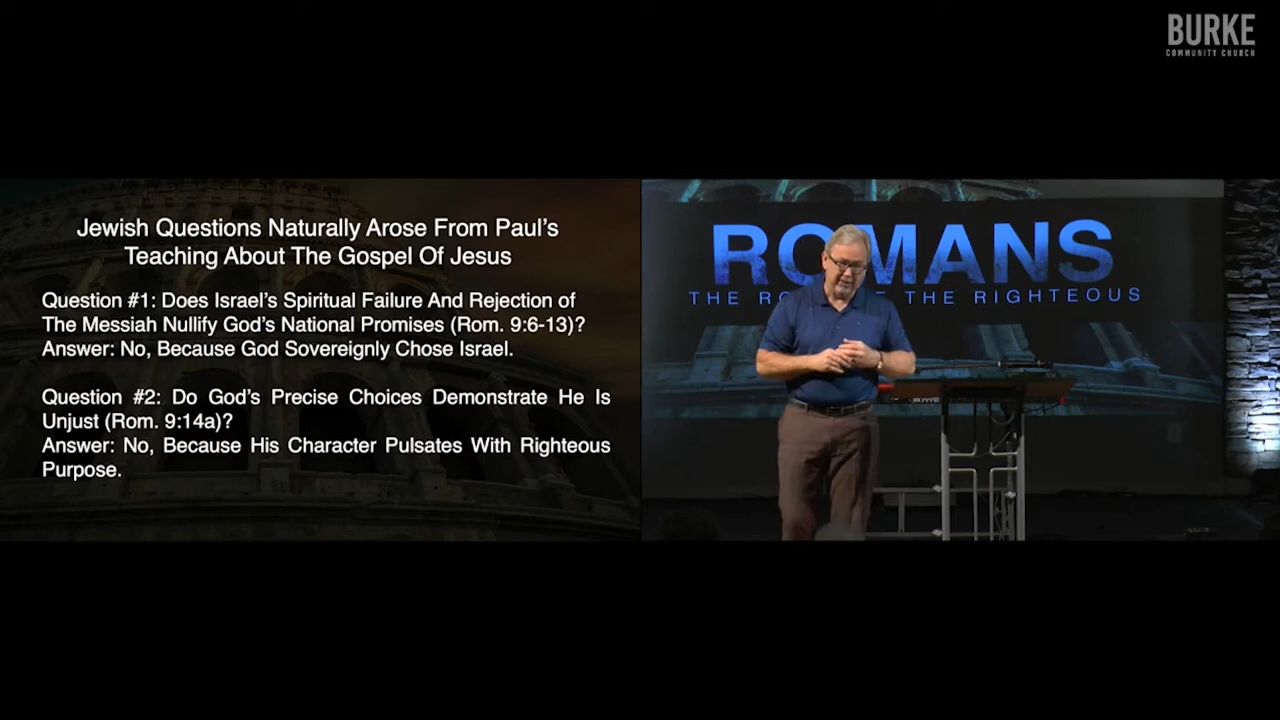 BURKE
COMMUNITY CHURCH
Jewish Questions Naturally Arose From Paul's
Teaching About The Gospel Of Jesus
Question #1: Does Israel's Spiritual Failure And Rejection of
The Messiah Nullify God's National Promises (Rom. 9:6-13)?
Answer: No, Because God Sovereignly Chose Israel.
Question #2: Do God's Precise Choices Demonstrate He Is
Unjust (Rom. 9:14a)?
Answer: No, Because His Character Pulsates With Righteous
Purpose.
ROMANS
THE THE RIGHTEOUS